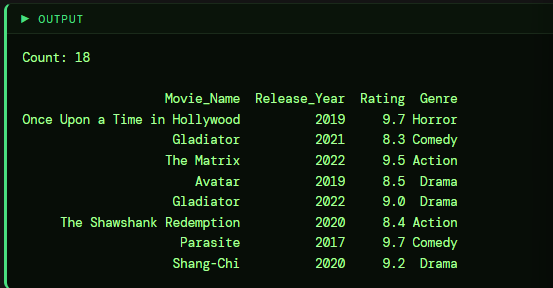 ▶ OUTPUT
Count: 18
Movie_Name Release_Year Rating Genre
Once Upon a Time in Hollywood 2019 9.7 Horror
Gladiator 2021 8.3 Comedy
The Matrix 2022 9.5 Action
Avatar 2019 8.5 Drama
Gladiator 2022 9.0 Drama
The Shawshank Redemption 2020 8.4 Action
Parasite 2017 9.7 Comedy
Shang-Chi 2020 9.2 Drama